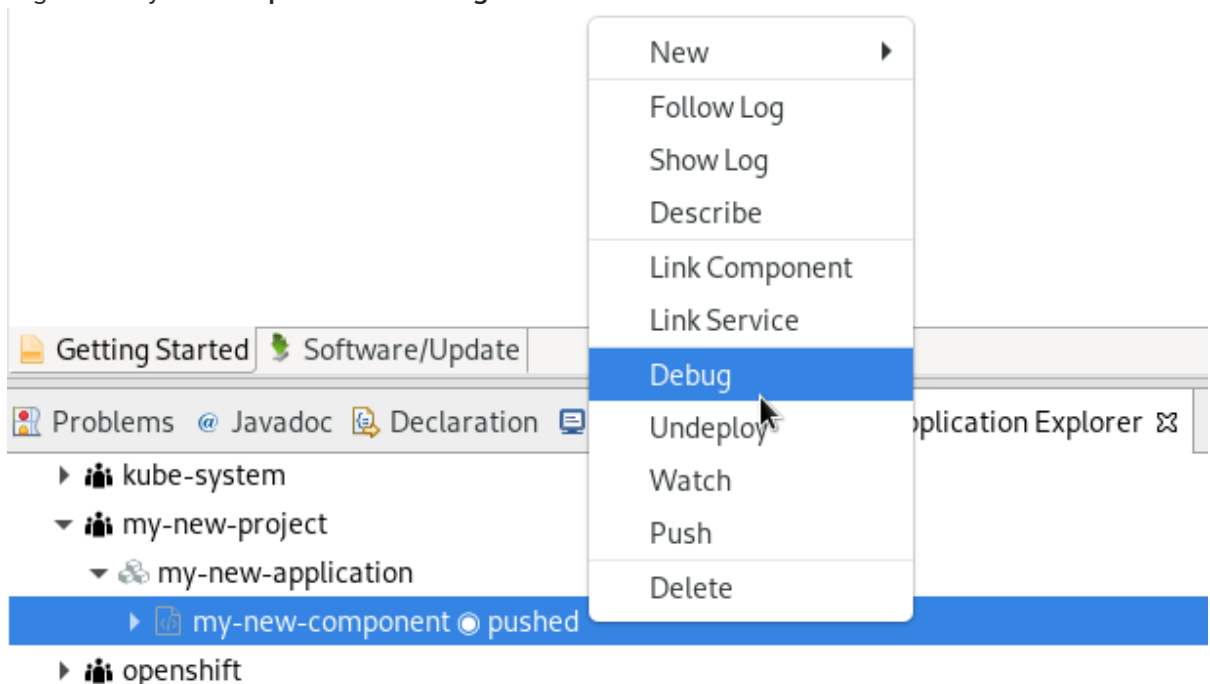 New
Follow Log
Show Log
Describe
Link Component
Link Service
Debug
Undeploy
Watch
Push
Delete
Getting Started Software/Update
Problems @ Javadoc Declaration Explorer
kube-system
my-new-project
my-new-application
my-new-component pushed
openshift